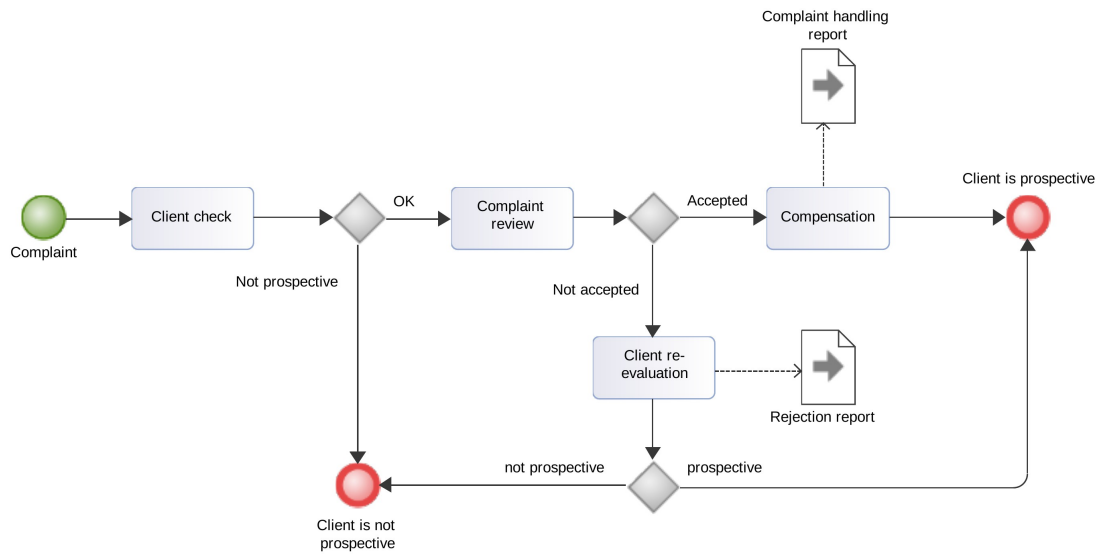 Complaint handling
report
Client is prospective
Client check
OK
Complaint
review
Accepted
Compensation
Complaint
Not prospective
Not accepted
Client re-
evaluation
Rejection report
not prospective
prospective
Client is not
prospective